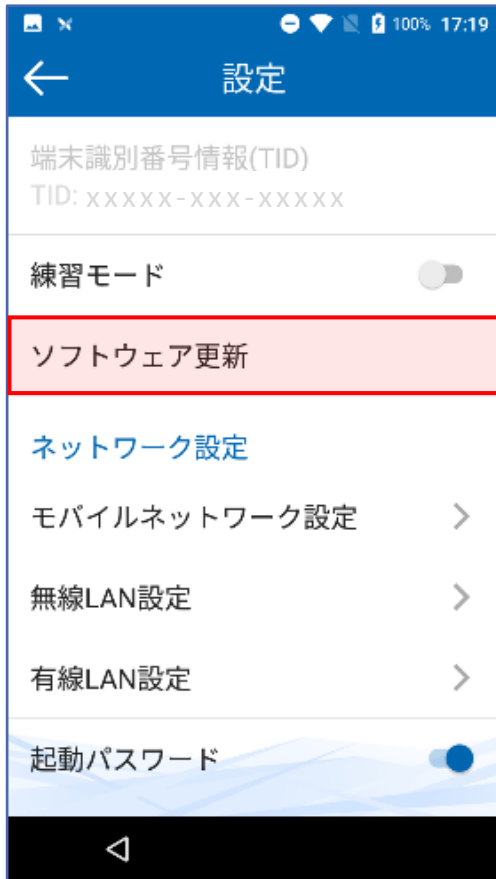 100% 17:19
設定
端末識別番号情報(TID)
TID: xxxxx-xxx-xxxxx
練習モード
ソフトウェア更新
ネットワーク設定
モバイルネットワーク設定
無線LAN設定
有線LAN設定
起動パスワード